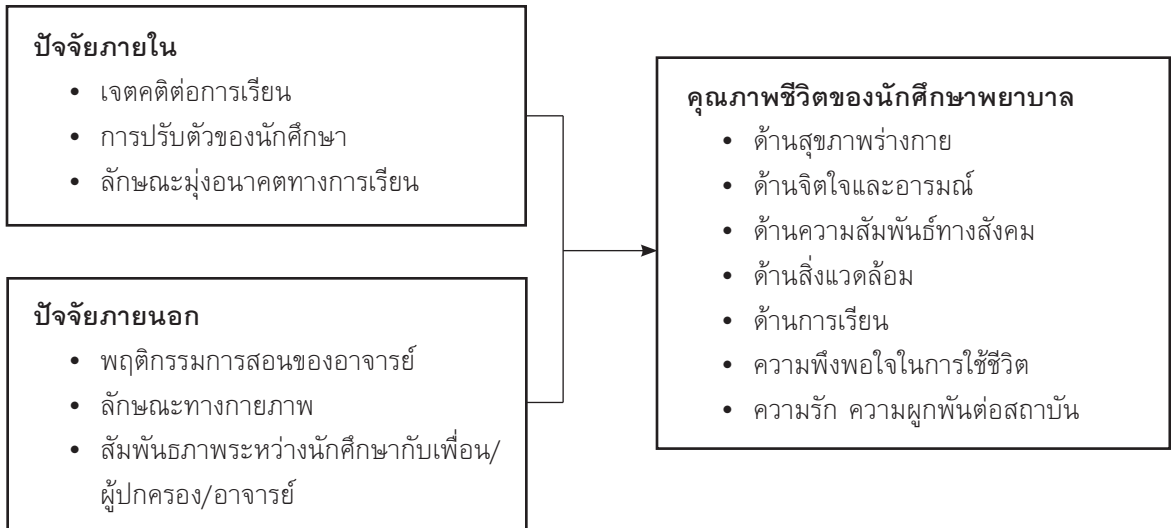 ปัจจัยภายใน
• เจตคติต่อการเรียน
• การปรับตัวของนักศึกษา
• ลักษณะมุ่งอนาคตทางการเรียน
ปัจจัยภายนอก
• พฤติกรรมการสอนของอาจารย์
• ลักษณะทางกายภาพ
• สัมพันธภาพระหว่างนักศึกษากับเพื่อน/
ผู้ปกครอง/อาจารย์
คุณภาพชีวิตของนักศึกษาพยาบาล
• ด้านสุขภาพร่างกาย
• ด้านจิตใจและอารมณ์
• ด้านความสัมพันธ์ทางสังคม
• ด้านสิ่งแวดล้อม
• ด้านการเรียน
• ความพึงพอใจในการใช้ชีวิต
• ความรัก ความผูกพันต่อสถาบัน